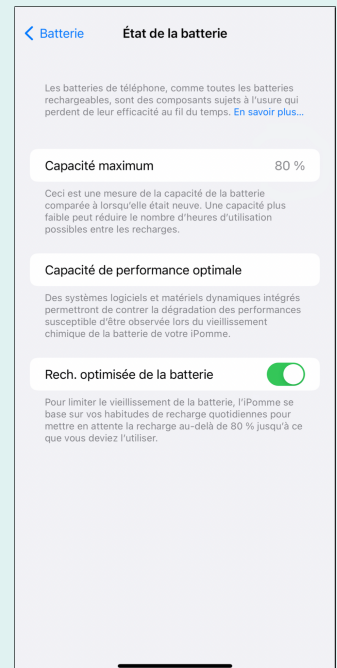 Batterie État de la batterie
Les batteries de téléphone, comme toutes les batteries
rechargeables, sont des composants sujets à l'usure qui
perdent de leur efficacité au fil du temps. En savoir plus...
Capacité maximum 80 %
Ceci est une mesure de la capacité de la batterie
comparée à lorsqu'elle était neuve. Une capacité plus
faible peut réduire le nombre d'heures d'utilisation
possibles entre les recharges.
Capacité de performance optimale
Des systèmes logiciels et matériels dynamiques intégrés
permettront de contrer la dégradation des performances
susceptible d'être observée lors du vieillissement
chimique de la batterie de votre iPomme.
Rech. optimisée de la batterie
Pour limiter le vieillissement de la batterie, l'iPomme se
base sur vos habitudes de recharge quotidiennes pour
mettre en attente la recharge au-delà de 80 % jusqu'à ce
que vous deviez l'utiliser.